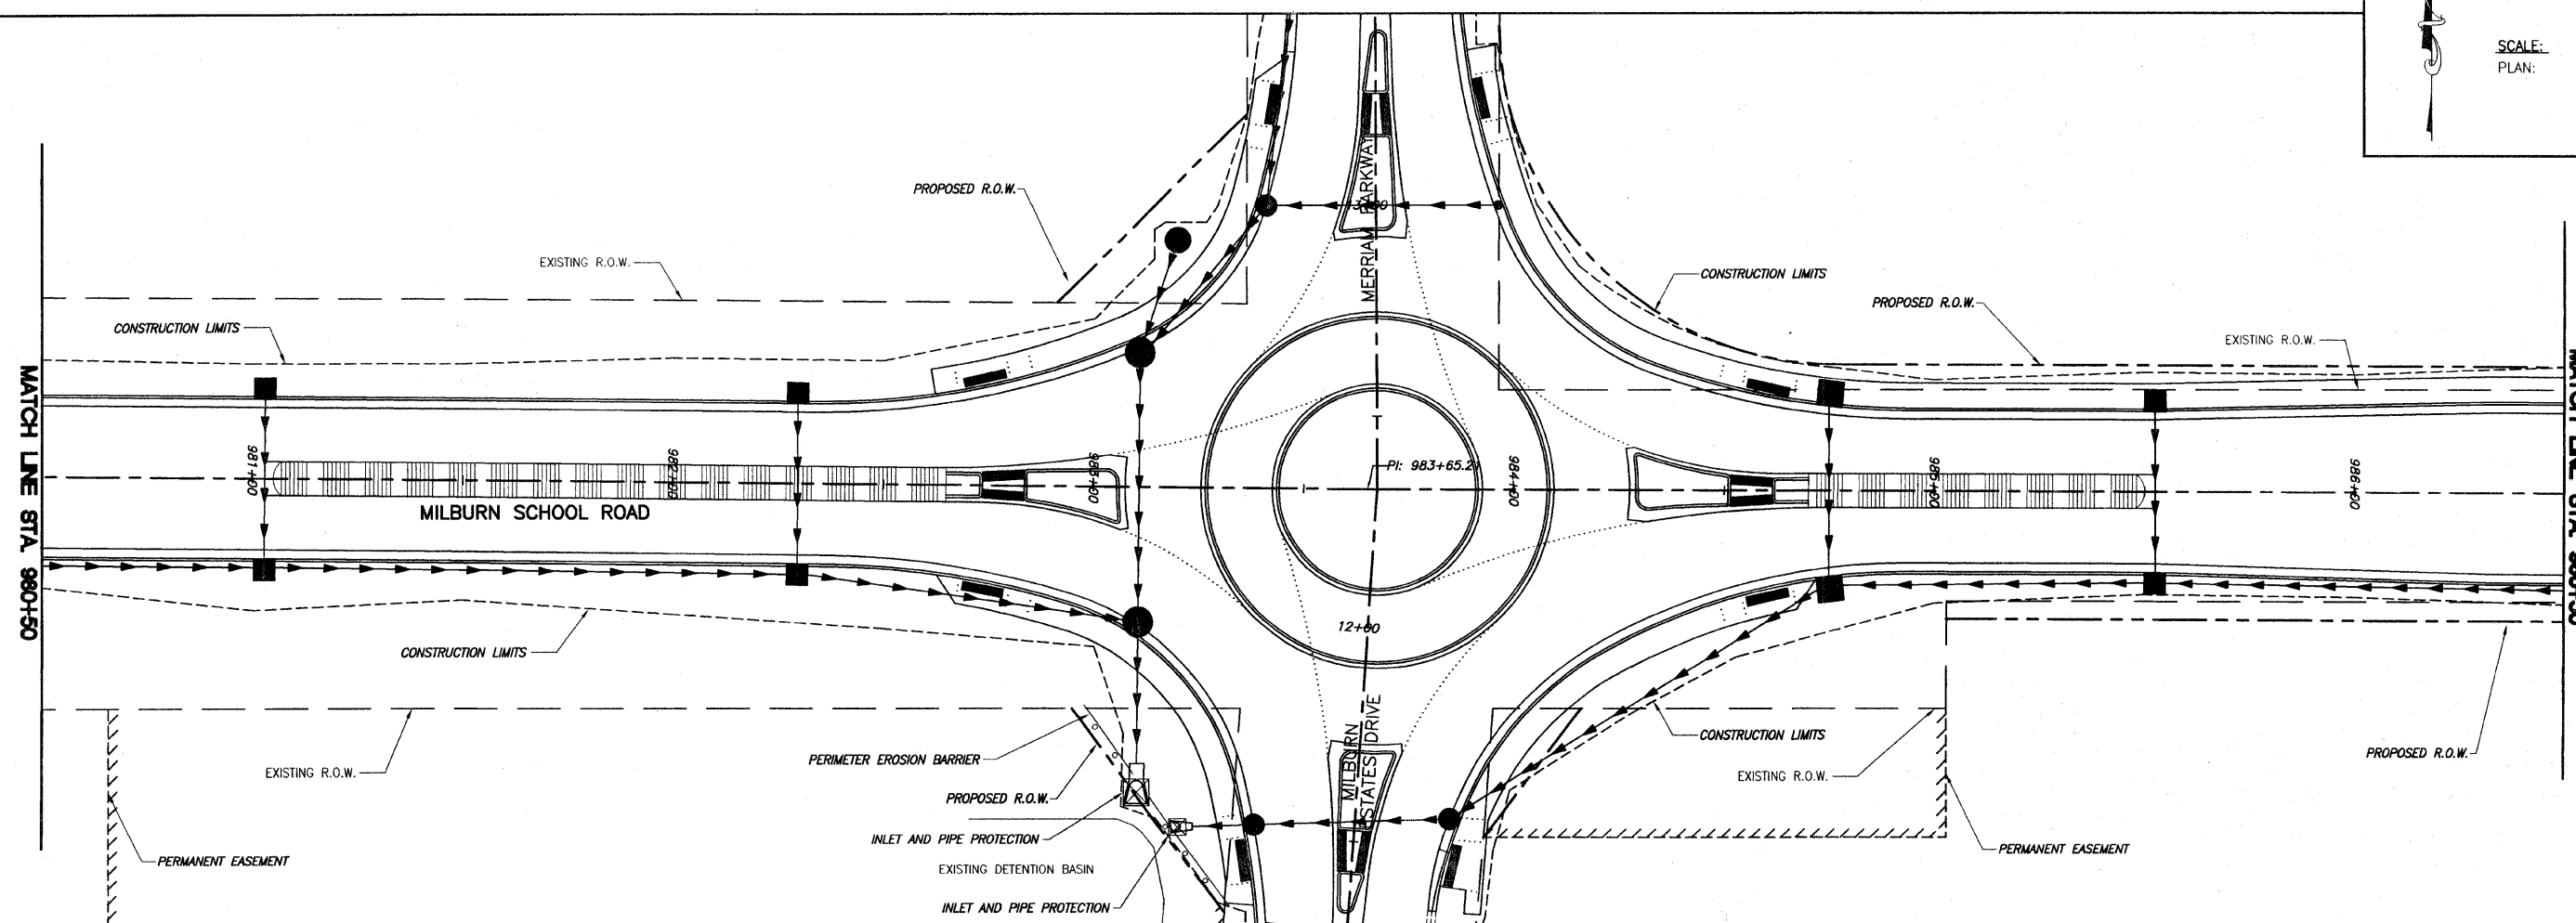 SCALE:
PLAN:
PROPOSED R.O.W.
MERRIAM PARKWAY
13+00
EXISTING R.O.W.
CONSTRUCTION LIMITS
PROPOSED R.O.W.
CONSTRUCTION LIMITS
EXISTING R.O.W.
MATCH LINE STA. 980+50
981+00
982+00
983+00
PI: 983+65.21
984+00
985+00
986+00
MILBURN SCHOOL ROAD
12+00
CONSTRUCTION LIMITS
MILBURN
ESTATES DRIVE
PERIMETER EROSION BARRIER
CONSTRUCTION LIMITS
PROPOSED R.O.W.
EXISTING R.O.W.
EXISTING R.O.W.
PROPOSED R.O.W.
INLET AND PIPE PROTECTION
PERMANENT EASEMENT
PERMANENT EASEMENT
EXISTING DETENTION BASIN
INLET AND PIPE PROTECTION